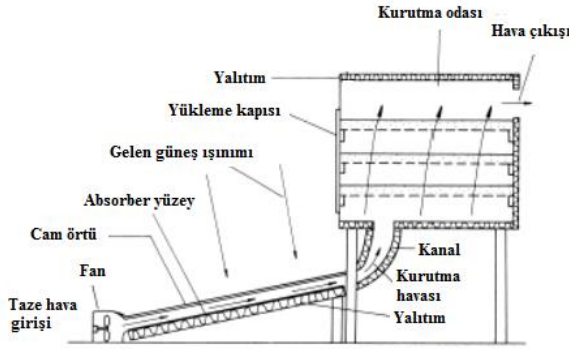 Kurutma odası
Hava çıkışı
Yalıtım
Yükleme kapısı
Gelen güneş ışınımı
Absorber yüzey
Cam örtü
Fan
Taze hava
girişi
Kanal
Kurutma
havası
Yalıtım